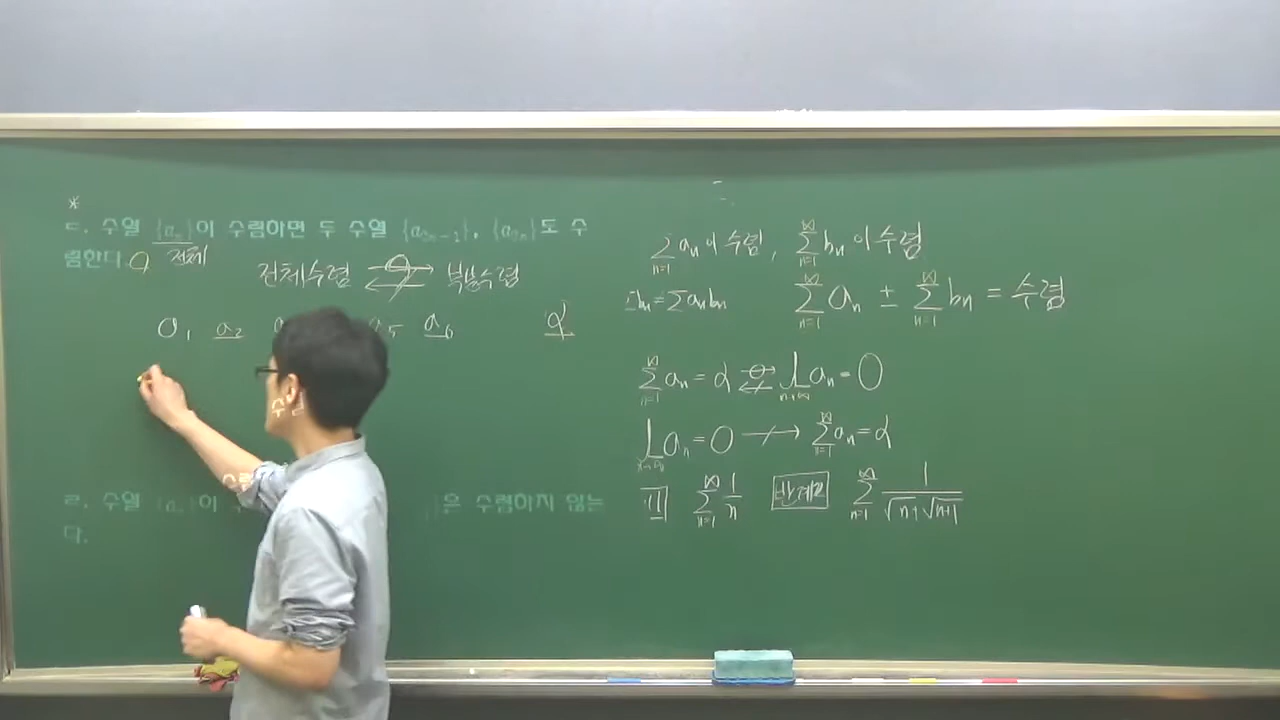 *
ㄷ. 수열 {aₙ}이 수렴하면 두 수열 {a₂ₙ₋₁}, {a₂ₙ}도 수
렴한다. O 전체
전체수렴 ⇄ 부분수렴
a₁ a₂ a₅ a₆ α
ㄹ. 수열 {aₙ}이 은 수렴하지 않는
다.
∑ₙ₌₁ aₙ이 수렴, ∑ₙ₌₁^∞ bₙ이 수렴
∑bₙ = ∑aₙbₙ
∑ₙ₌₁^∞ aₙ ± ∑ₙ₌₁^∞ bₙ = 수렴
∑ₙ₌₁^∞ aₙ = α ⇄ lim aₙ = 0
lim aₙ = 0 ↛ ∑ₙ₌₁^∞ aₙ = α
∑ₙ₌₁^∞ 1/n 반례2 ∑ₙ₌₁^∞ 1/(√n+√n+1)